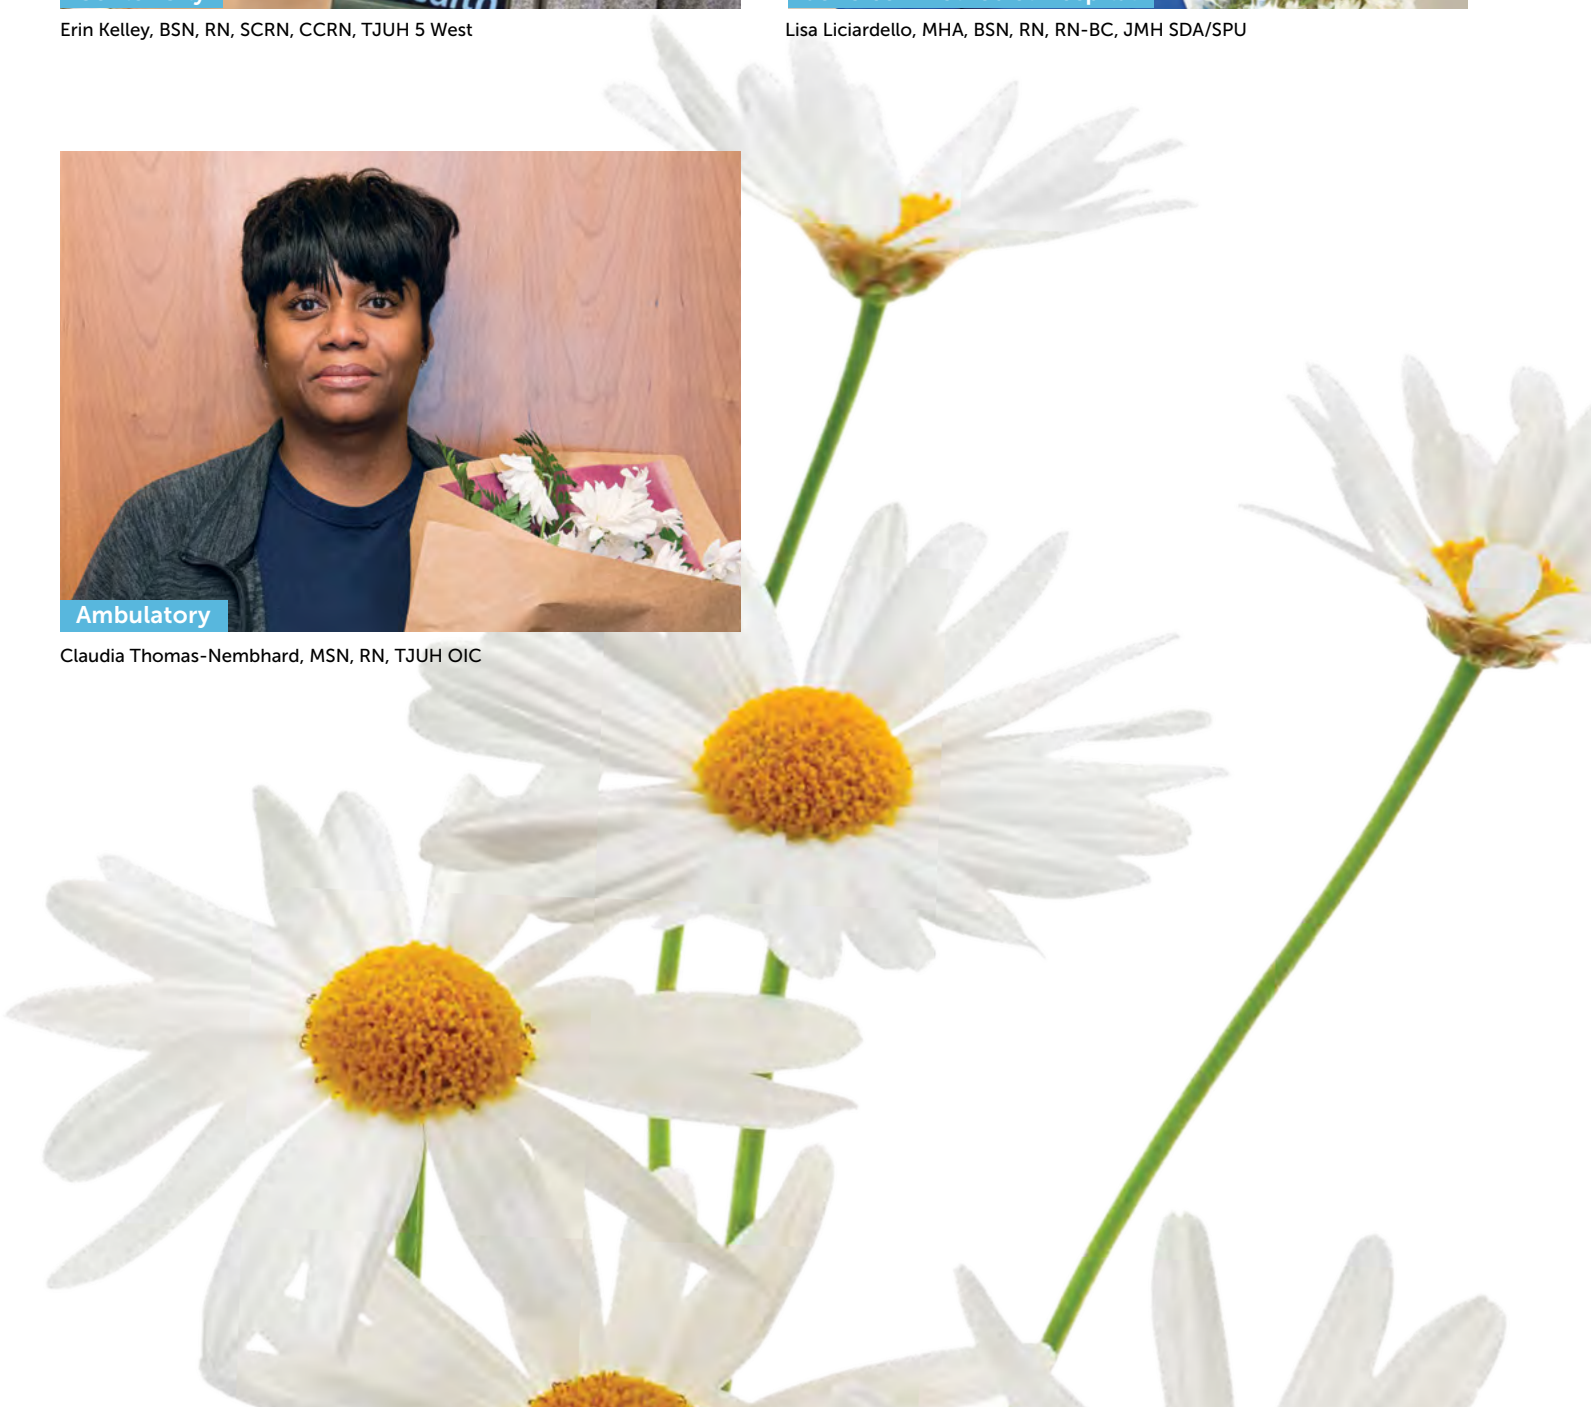 Erin Kelley, BSN, RN, SCRN, CCRN, TJUH 5 West
Lisa Liciardello, MHA, BSN, RN, RN-BC, JMH SDA/SPU
Ambulatory
Claudia Thomas-Nembhard, MSN, RN, TJUH OIC